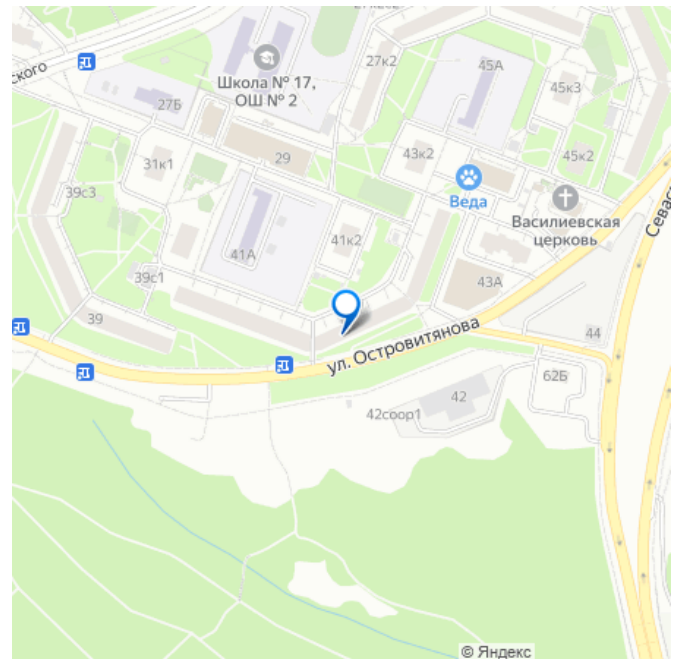 ского
27Б
Школа № 17,
ОШ № 2
27к2
45А
45к3
31к1
29
43к2
45к2
Веда
Василиевская
церковь
39с3
41А
41к2
39с1
43А
39
ул. Островитянова
44
62Б
42
42соор1
© Яндекс